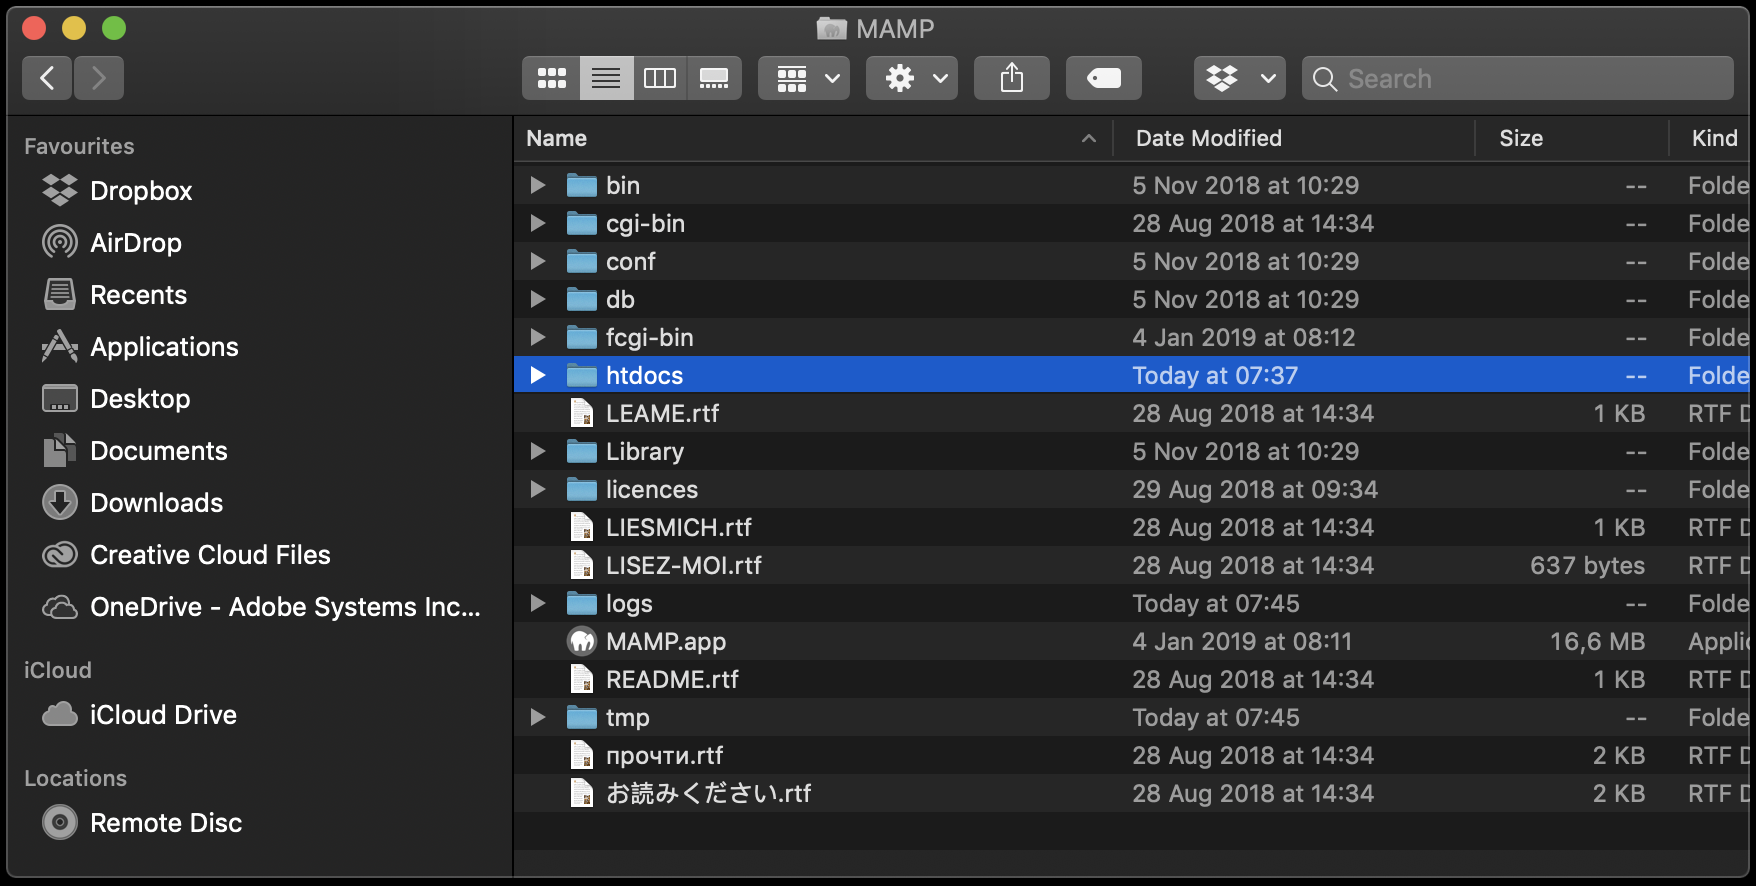 MAMP
Search
Favourites
Dropbox
AirDrop
Recents
Applications
Desktop
Documents
Downloads
Creative Cloud Files
OneDrive - Adobe Systems Inc...
iCloud
iCloud Drive
Locations
Remote Disc
Name Date Modified Size Kind
bin 5 Nov 2018 at 10:29 -- Folde
cgi-bin 28 Aug 2018 at 14:34 -- Folde
conf 5 Nov 2018 at 10:29 -- Folde
db 5 Nov 2018 at 10:29 -- Folde
fcgi-bin 4 Jan 2019 at 08:12 -- Folde
htdocs Today at 07:37 -- Folde
LEAME.rtf 28 Aug 2018 at 14:34 1 KB RTF D
Library 5 Nov 2018 at 10:29 -- Folde
licences 29 Aug 2018 at 09:34 -- Folde
LIESMICH.rtf 28 Aug 2018 at 14:34 1 KB RTF D
LISEZ-MOI.rtf 28 Aug 2018 at 14:34 637 bytes RTF D
logs Today at 07:45 -- Folde
MAMP.app 4 Jan 2019 at 08:11 16,6 MB Applic
README.rtf 28 Aug 2018 at 14:34 1 KB RTF D
tmp Today at 07:45 -- Folde
прочти.rtf 28 Aug 2018 at 14:34 2 KB RTF D
お読みください.rtf 28 Aug 2018 at 14:34 2 KB RTF D